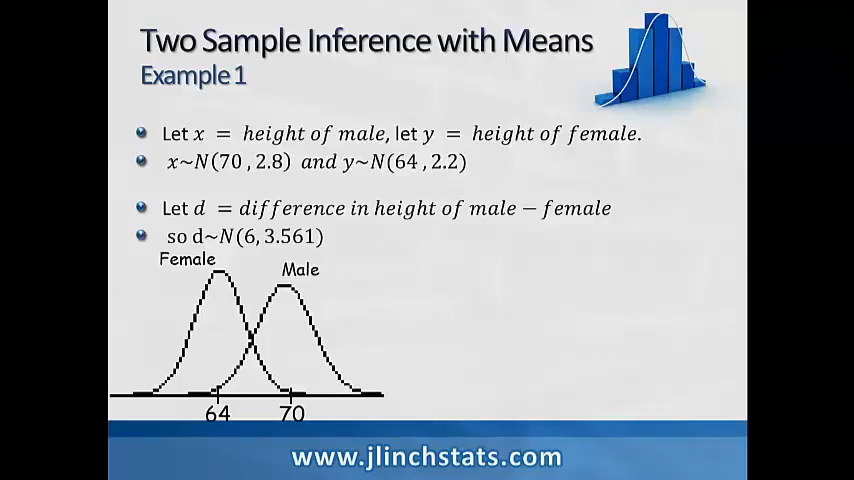 Two Sample Inference with Means
Example 1
Let x = height of male, let y = height of female.
x~N(70 , 2.8) and y~N(64 , 2.2)
Let d = difference in height of male − female
so d~N(6, 3.561)
Female
Male
64 70
www.jlinchstats.com